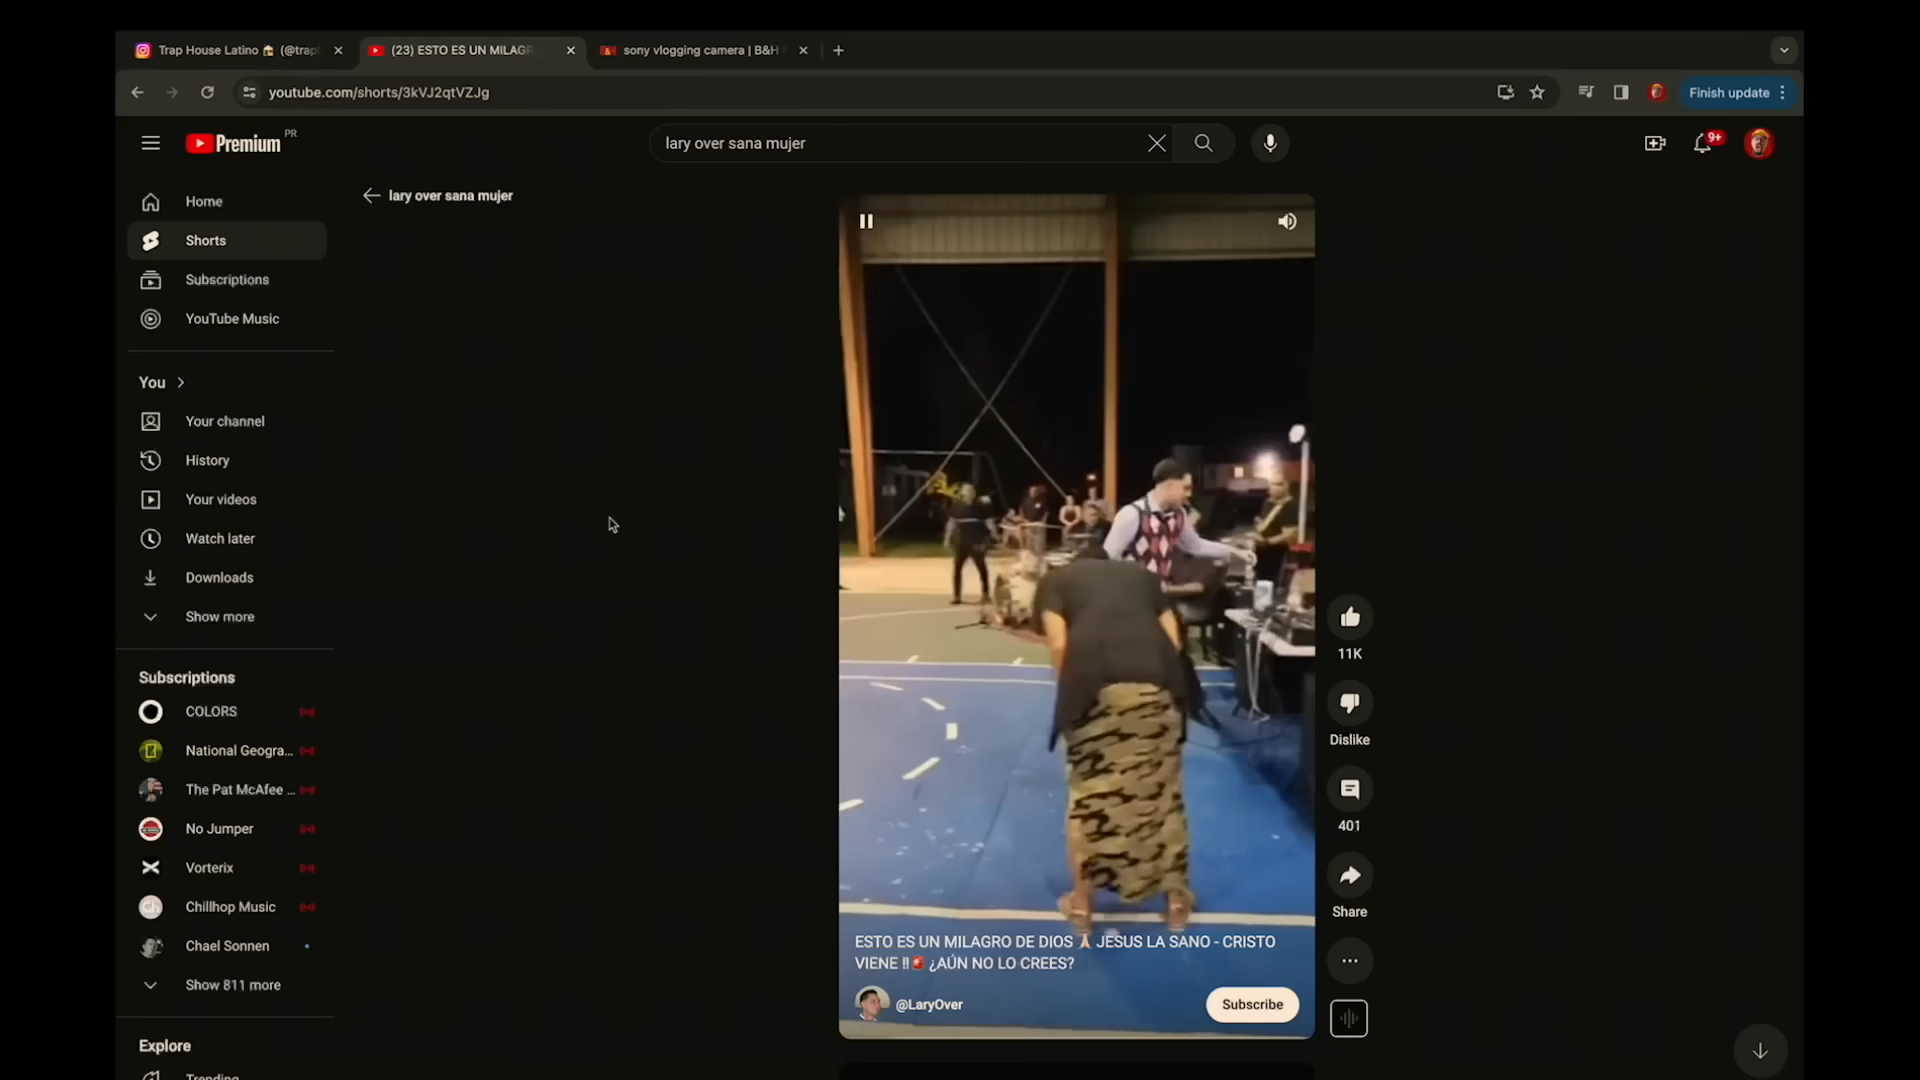 Trap House Latino 🏠 (@trap
(23) ESTO ES UN MILAGR
sony vlogging camera | B&H
youtube.com/shorts/3kVJ2qtVZJg
Finish update
Premium
PR
lary over sana mujer
9+
Home
Shorts
Subscriptions
YouTube Music
You
Your channel
History
Your videos
Watch later
Downloads
Show more
Subscriptions
COLORS
National Geogra...
The Pat McAfee ...
No Jumper
Vorterix
Chillhop Music
Chael Sonnen
Show 811 more
Explore
Trending
lary over sana mujer
11K
Dislike
401
Share
ESTO ES UN MILAGRO DE DIOS 🙏 JESUS LA SANO - CRISTO
VIENE ‼🚨 ¿AÚN NO LO CREES?
@LaryOver
Subscribe